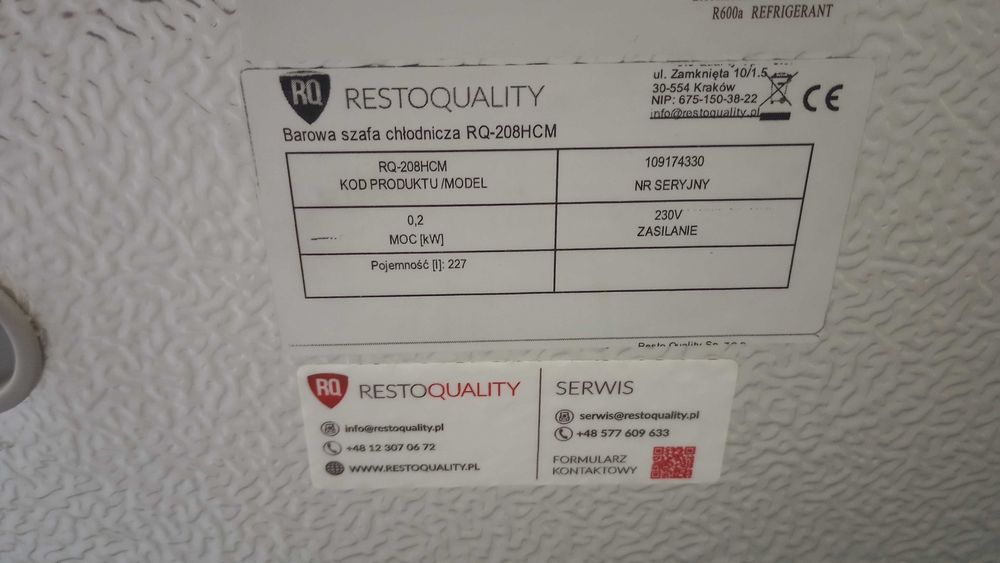 R600a REFRIGERANT
RQ RESTOQUALITY
ul. Zamknięta 10/1.5
30-554 Kraków
NIP: 675-150-38-22
info@restoquality.pl
CE
Barowa szafa chłodnicza RQ-208HCM
RQ-208HCM
KOD PRODUKTU /MODEL
109174330
NR SERYJNY
0,2
MOC [kW]
230V
ZASILANIE
Pojemność [l]: 227
RQ RESTOQUALITY
info@restoquality.pl
+48 12 307 06 72
WWW.RESTOQUALITY.PL
SERWIS
serwis@restoquality.pl
+48 577 609 633
FORMULARZ
KONTAKTOWY